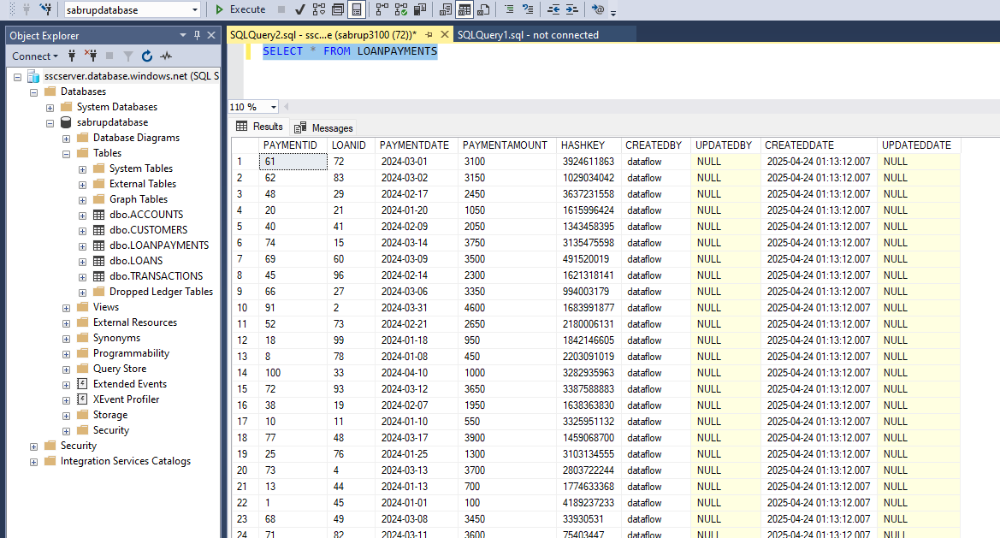 sabrupdatabase
Execute
Object Explorer
Connect
sscserver.database.windows.net (SQL S
Databases
System Databases
sabrupdatabase
Database Diagrams
Tables
System Tables
External Tables
Graph Tables
dbo.ACCOUNTS
dbo.CUSTOMERS
dbo.LOANPAYMENTS
dbo.LOANS
dbo.TRANSACTIONS
Dropped Ledger Tables
Views
External Resources
Synonyms
Programmability
Query Store
Extended Events
XEvent Profiler
Storage
Security
Security
Integration Services Catalogs
SQLQuery2.sql - ssc...e (sabrup3100 (72))* SQLQuery1.sql - not connected
SELECT * FROM LOANPAYMENTS
110 %
Results Messages
PAYMENTID LOANID PAYMENTDATE PAYMENTAMOUNT HASHKEY CREATEDBY UPDATEDBY CREATEDDATE UPDATEDDATE
1 61 72 2024-03-01 3100 3924611863 dataflow NULL 2025-04-24 01:13:12.007 NULL
2 62 83 2024-03-02 3150 1029034042 dataflow NULL 2025-04-24 01:13:12.007 NULL
3 48 29 2024-02-17 2450 3637231558 dataflow NULL 2025-04-24 01:13:12.007 NULL
4 20 21 2024-01-20 1050 1615996424 dataflow NULL 2025-04-24 01:13:12.007 NULL
5 40 41 2024-02-09 2050 1343458395 dataflow NULL 2025-04-24 01:13:12.007 NULL
6 74 15 2024-03-14 3750 3135475598 dataflow NULL 2025-04-24 01:13:12.007 NULL
7 69 60 2024-03-09 3500 491520019 dataflow NULL 2025-04-24 01:13:12.007 NULL
8 45 96 2024-02-14 2300 1621318141 dataflow NULL 2025-04-24 01:13:12.007 NULL
9 66 27 2024-03-06 3350 994003179 dataflow NULL 2025-04-24 01:13:12.007 NULL
10 91 2 2024-03-31 4600 1683991877 dataflow NULL 2025-04-24 01:13:12.007 NULL
11 52 73 2024-02-21 2650 2180006131 dataflow NULL 2025-04-24 01:13:12.007 NULL
12 18 99 2024-01-18 950 1842146605 dataflow NULL 2025-04-24 01:13:12.007 NULL
13 8 78 2024-01-08 450 2203091019 dataflow NULL 2025-04-24 01:13:12.007 NULL
14 100 33 2024-04-10 1000 3282935963 dataflow NULL 2025-04-24 01:13:12.007 NULL
15 72 93 2024-03-12 3650 3387588883 dataflow NULL 2025-04-24 01:13:12.007 NULL
16 38 19 2024-02-07 1950 1638363830 dataflow NULL 2025-04-24 01:13:12.007 NULL
17 10 11 2024-01-10 550 3325951132 dataflow NULL 2025-04-24 01:13:12.007 NULL
18 77 48 2024-03-17 3900 1459068700 dataflow NULL 2025-04-24 01:13:12.007 NULL
19 25 76 2024-01-25 1300 3103134555 dataflow NULL 2025-04-24 01:13:12.007 NULL
20 73 4 2024-03-13 3700 2803722244 dataflow NULL 2025-04-24 01:13:12.007 NULL
21 13 44 2024-01-13 700 1774633368 dataflow NULL 2025-04-24 01:13:12.007 NULL
22 1 45 2024-01-01 100 4189237233 dataflow NULL 2025-04-24 01:13:12.007 NULL
23 68 49 2024-03-08 3450 33930531 dataflow NULL 2025-04-24 01:13:12.007 NULL
24 71 82 2024-03-11 3600 75403447 dataflow NULL 2025-04-24 01:13:12.007 NULL